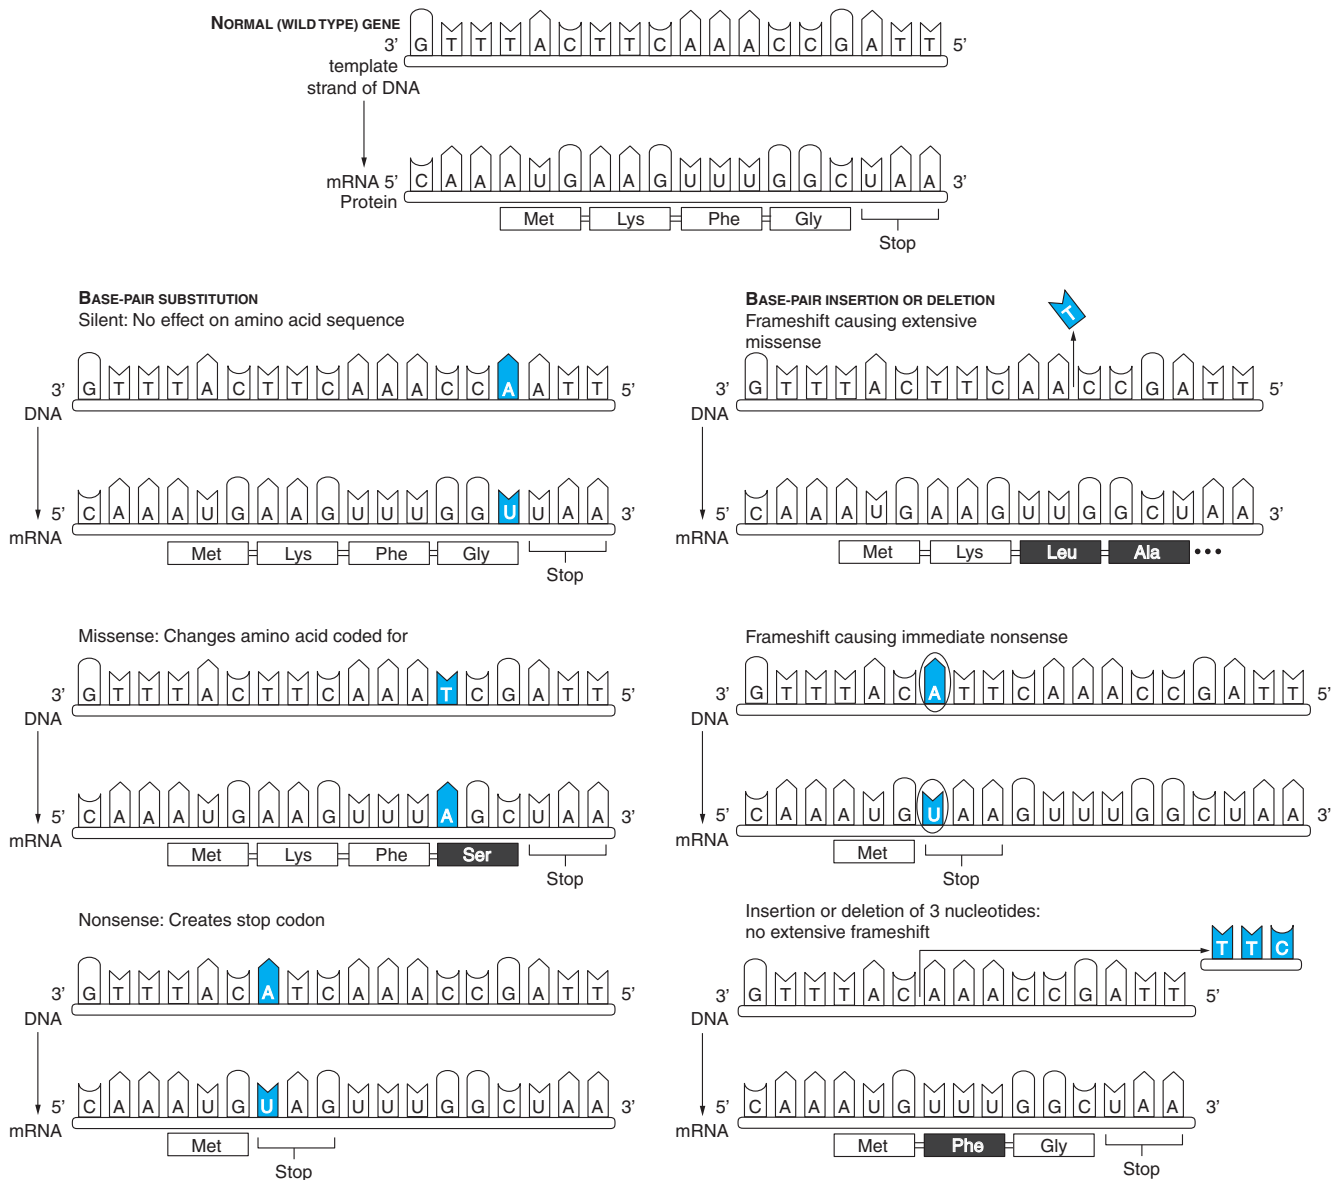 NORMAL (WILD TYPE) GENE
3' G T T T A C T T C A A A C C G A T T 5'
template
strand of DNA
mRNA 5' C A A A U G A A G U U U G G C U A A 3'
Protein
Met Lys Phe Gly
Stop
BASE-PAIR SUBSTITUTION
Silent: No effect on amino acid sequence
3' G T T T A C T T C A A A C C A A T T 5'
DNA
5' C A A A U G A A G U U U G G U U A A 3'
mRNA
Met Lys Phe Gly
Stop
Missense: Changes amino acid coded for
3' G T T T A C T T C A A A T C G A T T 5'
DNA
5' C A A A U G A A G U U U A G C U A A 3'
mRNA
Met Lys Phe Ser
Stop
Nonsense: Creates stop codon
3' G T T T A C A T C A A A C C G A T T 5'
DNA
5' C A A A U G U A G U U U G G C U A A 3'
mRNA
Met
Stop
BASE-PAIR INSERTION OR DELETION
Frameshift causing extensive
missense
T
3' G T T T A C T T C A A C C G A T T 5'
DNA
5' C A A A U G A A G U U G G C U A A 3'
mRNA
Met Lys Leu Ala •••
Frameshift causing immediate nonsense
3' G T T T A C A T T C A A A C C G A T T 5'
DNA
5' C A A A U G U A A G U U U G G C U A A 3'
mRNA
Met
Stop
Insertion or deletion of 3 nucleotides:
no extensive frameshift
T T C
3' G T T T A C A A A C C G A T T 5'
DNA
5' C A A A U G U U U G G C U A A 3'
mRNA
Met Phe Gly
Stop